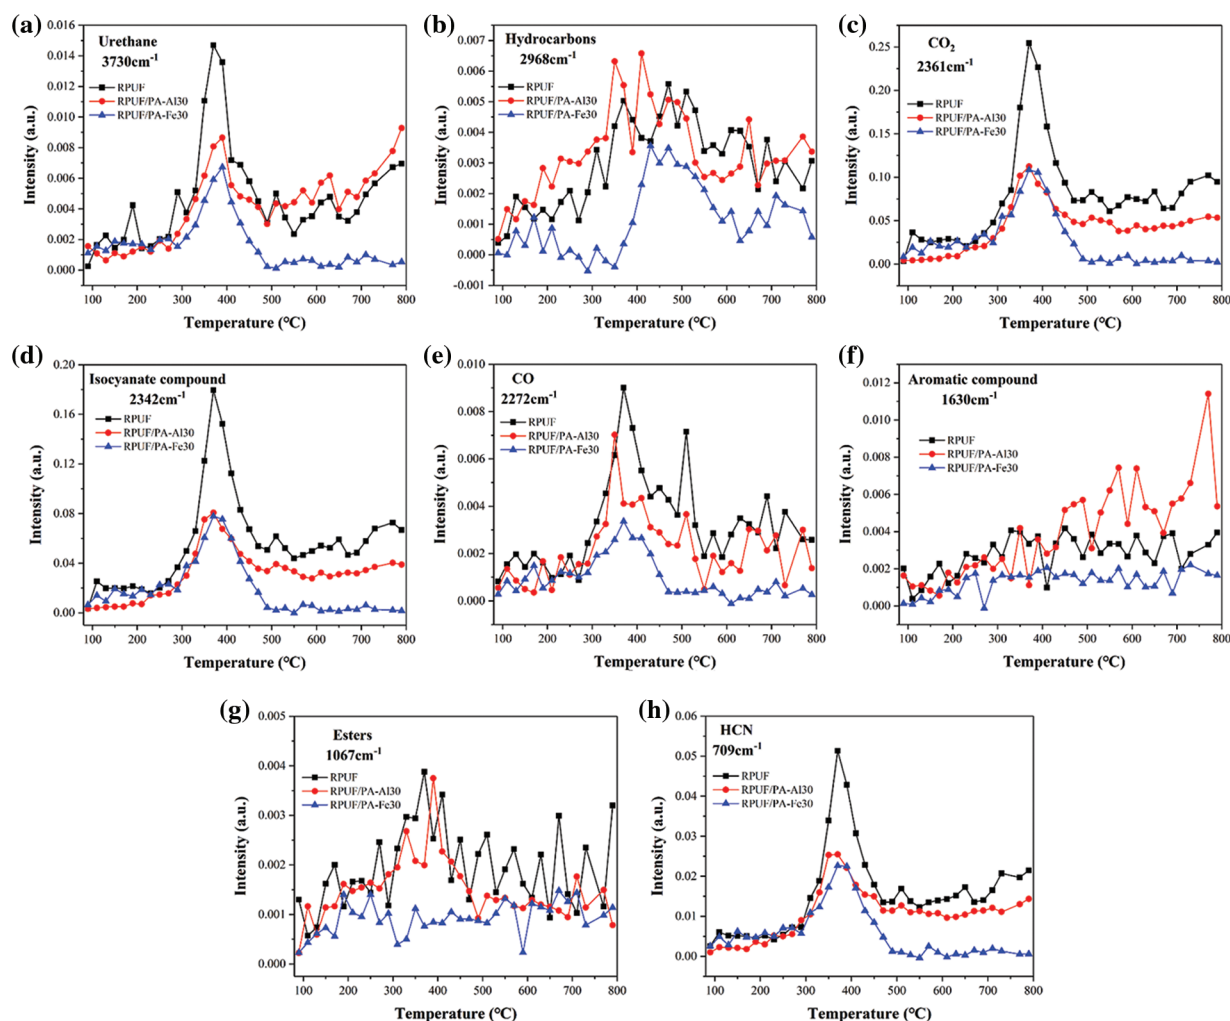 (a)
Urethane
3730cm-1
RPUF
RPUF/PA-Al30
RPUF/PA-Fe30
0.016
0.014
0.012
0.010
0.008
0.006
0.004
0.002
0.000
Intensity (a.u.)
100 200 300 400 500 600 700 800
Temperature (℃)
(b)
Hydrocarbons
2968cm-1
RPUF
RPUF/PA-Al30
RPUF/PA-Fe30
0.007
0.006
0.005
0.004
0.003
0.002
0.001
0.000
-0.001
Intensity (a.u.)
100 200 300 400 500 600 700 800
Temperature (℃)
(c)
CO2
2361cm-1
RPUF
RPUF/PA-Al30
RPUF/PA-Fe30
0.25
0.20
0.15
0.10
0.05
0.00
Intensity (a.u.)
100 200 300 400 500 600 700 800
Temperature (℃)
(d)
Isocyanate compound
2342cm-1
RPUF
RPUF/PA-Al30
RPUF/PA-Fe30
0.20
0.16
0.12
0.08
0.04
0.00
Intensity (a.u.)
100 200 300 400 500 600 700 800
Temperature (℃)
(e)
CO
2272cm-1
RPUF
RPUF/PA-Al30
RPUF/PA-Fe30
0.010
0.008
0.006
0.004
0.002
0.000
Intensity (a.u.)
100 200 300 400 500 600 700 800
Temperature (℃)
(f)
Aromatic compound
1630cm-1
RPUF
RPUF/PA-Al30
RPUF/PA-Fe30
0.012
0.010
0.008
0.006
0.004
0.002
0.000
Intensity (a.u.)
100 200 300 400 500 600 700 800
Temperature (℃)
(g)
Esters
1067cm-1
RPUF
RPUF/PA-Al30
RPUF/PA-Fe30
0.005
0.004
0.003
0.002
0.001
0.000
Intensity (a.u.)
100 200 300 400 500 600 700 800
Temperature (℃)
(h)
HCN
709cm-1
RPUF
RPUF/PA-Al30
RPUF/PA-Fe30
0.06
0.05
0.04
0.03
0.02
0.01
0.00
Intensity (a.u.)
100 200 300 400 500 600 700 800
Temperature (℃)